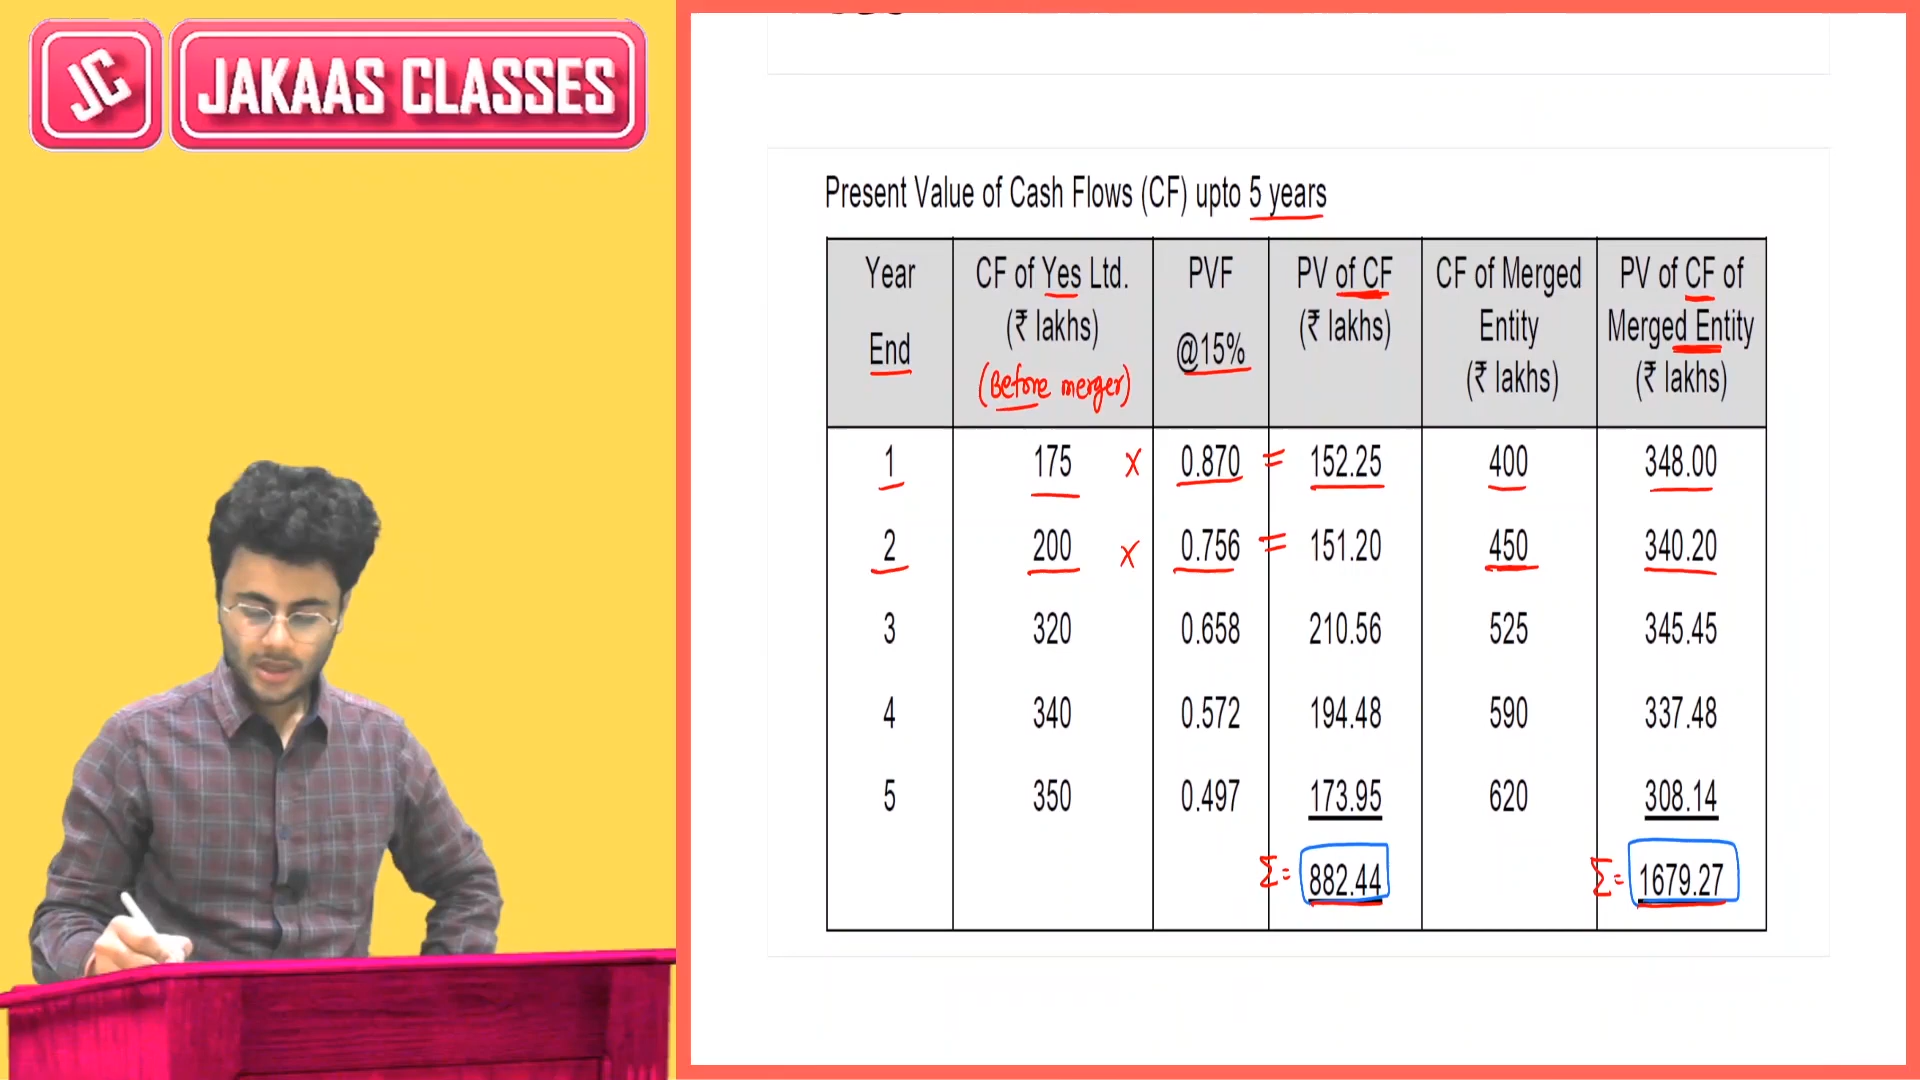 JC
JAKAAS CLASSES
Present Value of Cash Flows (CF) upto 5 years
Year End | CF of Yes Ltd. (₹ lakhs) (Before merger) | PVF @15% | PV of CF (₹ lakhs) | CF of Merged Entity (₹ lakhs) | PV of CF of Merged Entity (₹ lakhs)
1 | 175 × | 0.870 = | 152.25 | 400 | 348.00
2 | 200 × | 0.756 = | 151.20 | 450 | 340.20
3 | 320 | 0.658 | 210.56 | 525 | 345.45
4 | 340 | 0.572 | 194.48 | 590 | 337.48
5 | 350 | 0.497 | 173.95 | 620 | 308.14
Σ= 882.44 | Σ= 1679.27